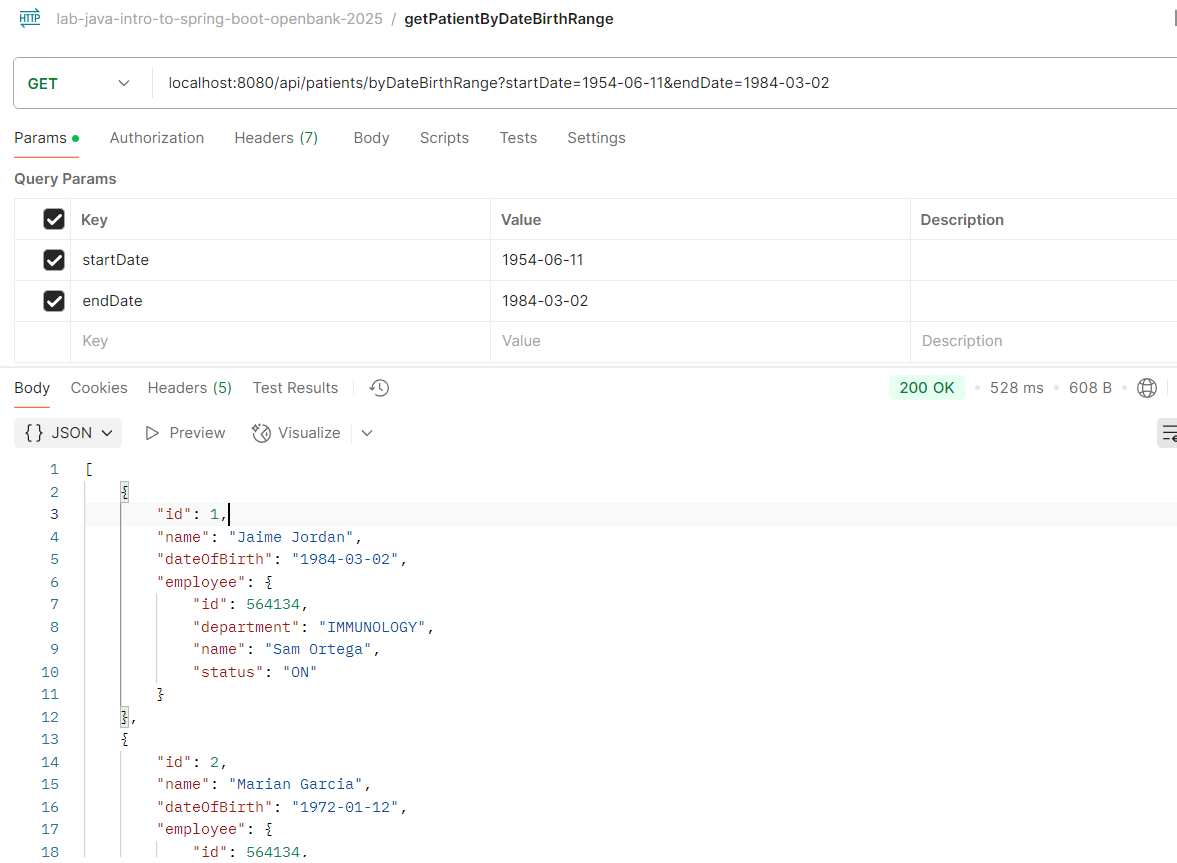 HTTP lab-java-intro-to-spring-boot-openbank-2025 / getPatientByDateBirthRange
GET localhost:8080/api/patients/byDateBirthRange?startDate=1954-06-11&endDate=1984-03-02
Params Authorization Headers (7) Body Scripts Tests Settings
Query Params
Key Value Description
startDate 1954-06-11
endDate 1984-03-02
Key Value Description
Body Cookies Headers (5) Test Results 200 OK 528 ms 608 B
{} JSON Preview Visualize
1 [
2 {
3 "id": 1,
4 "name": "Jaime Jordan",
5 "dateOfBirth": "1984-03-02",
6 "employee": {
7 "id": 564134,
8 "department": "IMMUNOLOGY",
9 "name": "Sam Ortega",
10 "status": "ON"
11 }
12 },
13 {
14 "id": 2,
15 "name": "Marian Garcia",
16 "dateOfBirth": "1972-01-12",
17 "employee": {
18 "id": 564134,